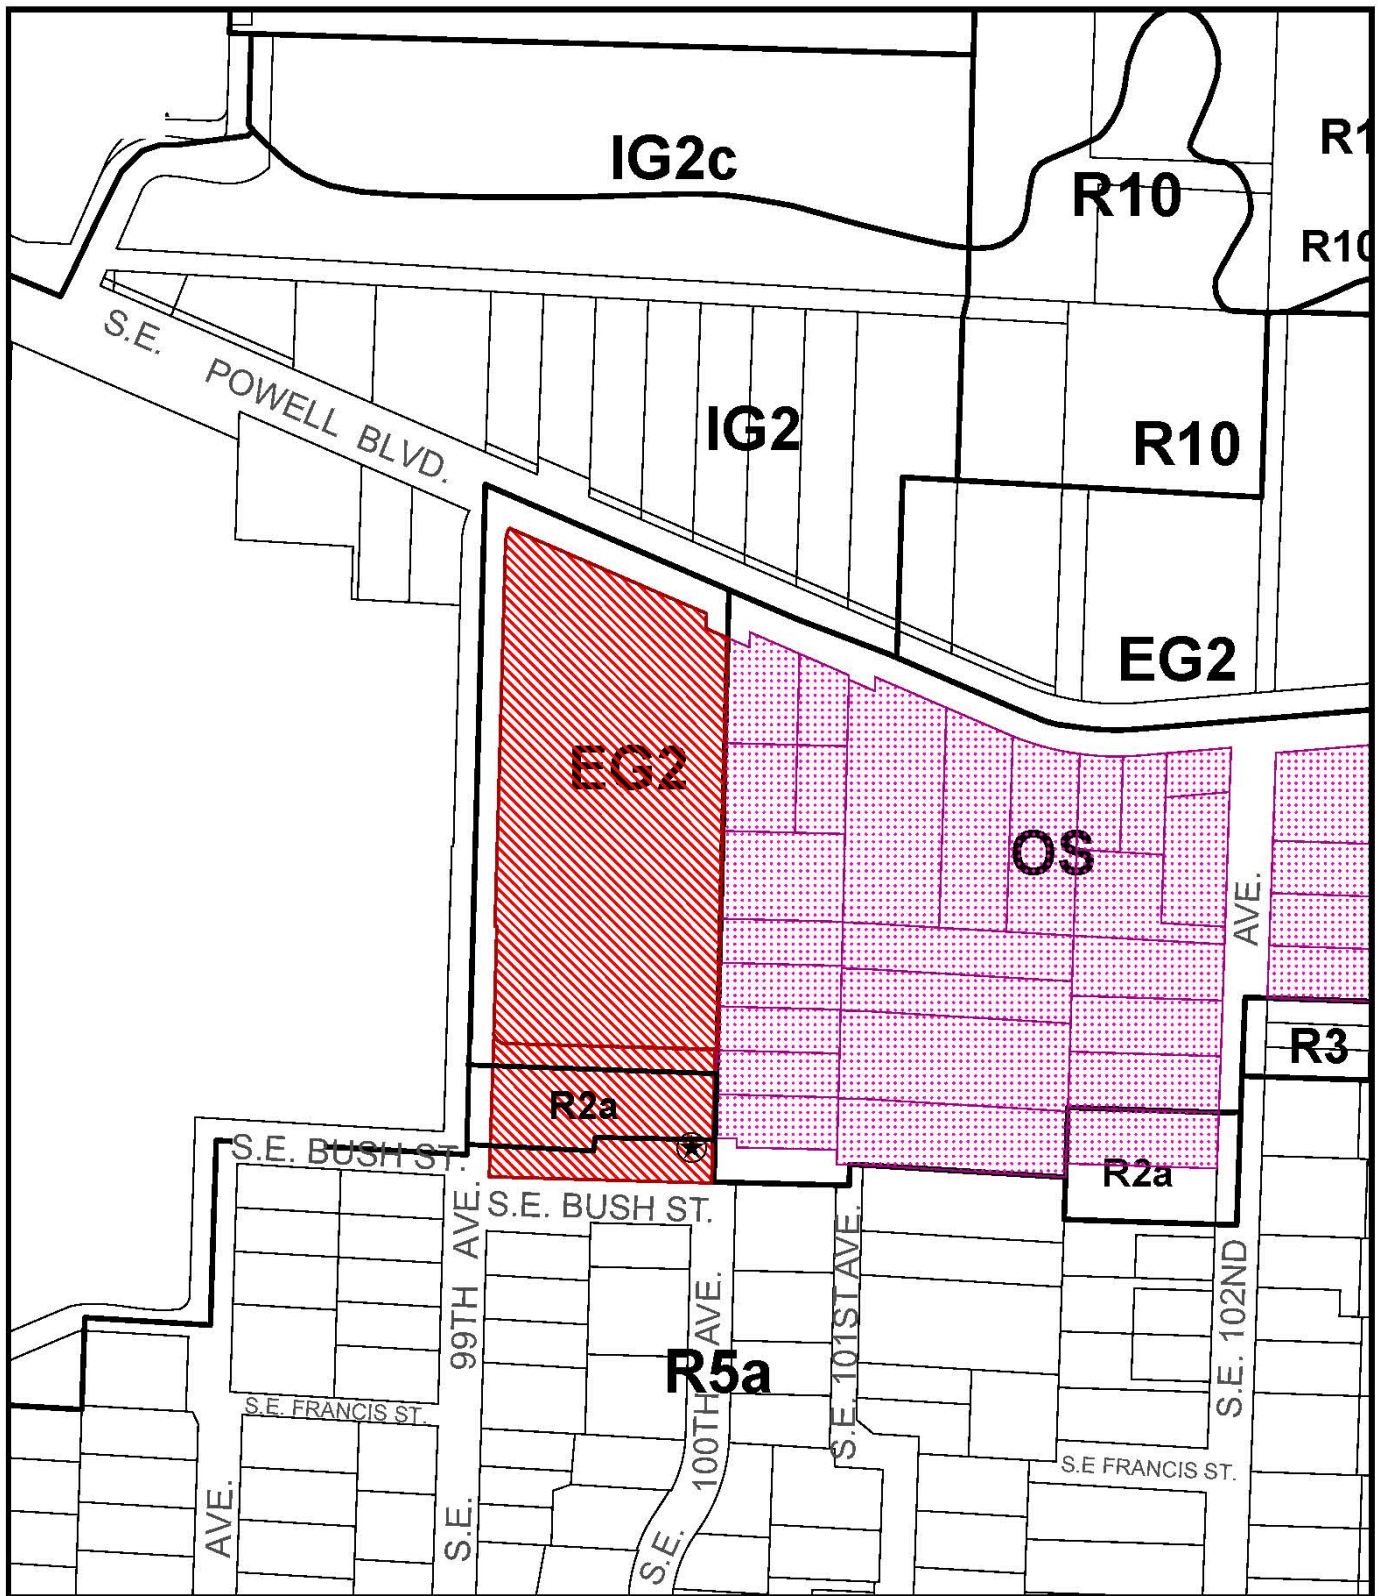 IG2c
R1
R10
R10
S.E. POWELL BLVD.
IG2
R10
EG2
EG2
OS
AVE.
R3
R2a
S.E. BUSH ST.
R2a
S.E. BUSH ST.
99TH AVE.
S.E.
100TH AVE.
S.E.
S.E. 101ST AVE.
S.E. 102ND
R5a
S.E. FRANCIS ST.
S.E FRANCIS ST.
AVE.